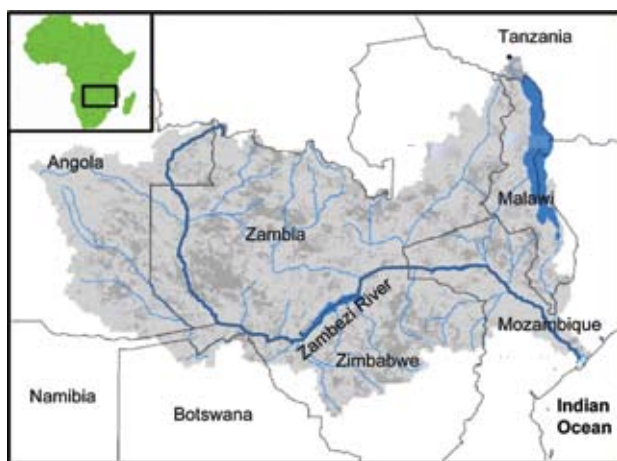 Tanzania
Angola
Malawi
Zambia
Zambezi River
Mozambique
Zimbabwe
Namibia
Botswana
Indian
Ocean